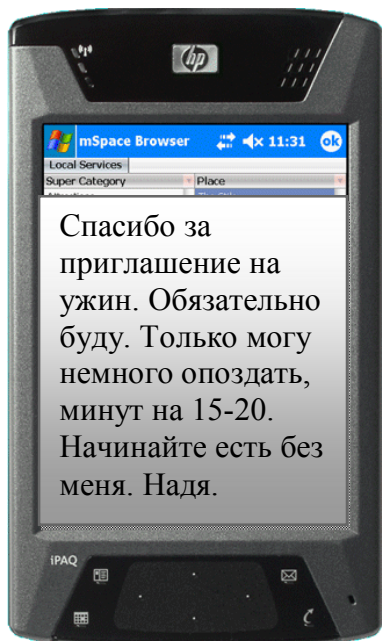 hp
mSpace Browser 11:31 ok
Local Services
Super Category Place
Спасибо за
приглашение на
ужин. Обязательно
буду. Только могу
немного опоздать,
минут на 15-20.
Начинайте есть без
меня. Надя.
iPAQ